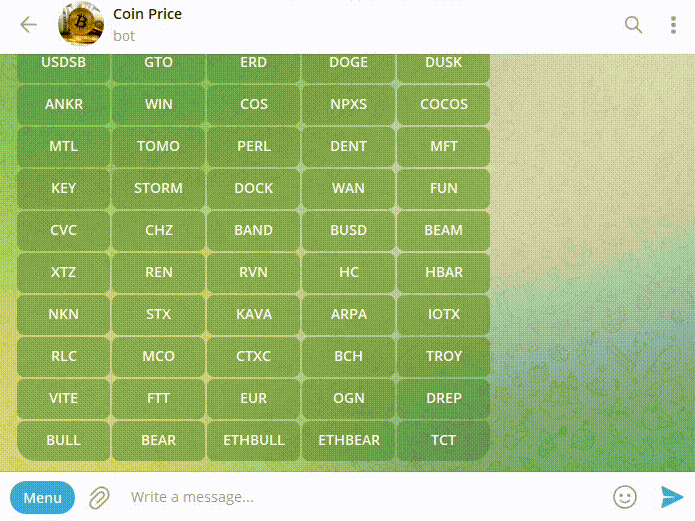 Coin Price
bot
USDSB GTO ERD DOGE DUSK
ANKR WIN COS NPXS COCOS
MTL TOMO PERL DENT MFT
KEY STORM DOCK WAN FUN
CVC CHZ BAND BUSD BEAM
XTZ REN RVN HC HBAR
NKN STX KAVA ARPA IOTX
RLC MCO CTXC BCH TROY
VITE FTT EUR OGN DREP
BULL BEAR ETHBULL ETHBEAR TCT
Menu Write a message...